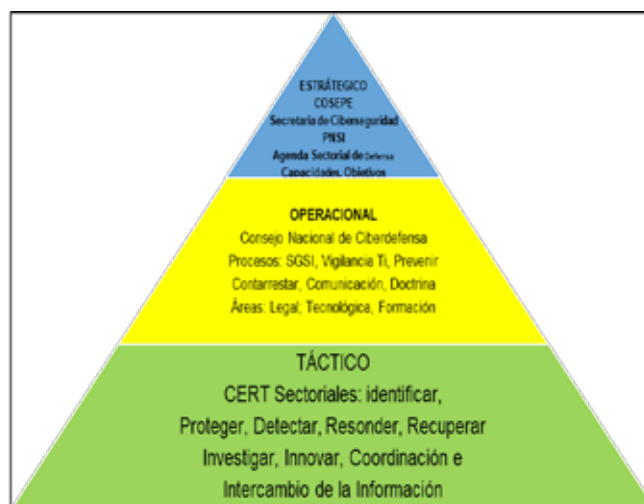 ESTRÁTEGICO
COSEPE
Secretaría de Ciberseguridad
PNSI
Agenda Sectorial de Defensa
Capacidades, Objetivos
OPERACIONAL
Consejo Nacional de Ciberdefensa
Procesos: SGSI, Vigilancia Ti, Prevenir
Contarrestar, Comunicación, Doctrina
Áreas: Legal; Tecnológica, Formación
TÁCTICO
CERT Sectoriales: identificar,
Proteger, Detectar, Resonder, Recuperar
Investigar, Innovar, Coordinación e
Intercambio de la Información